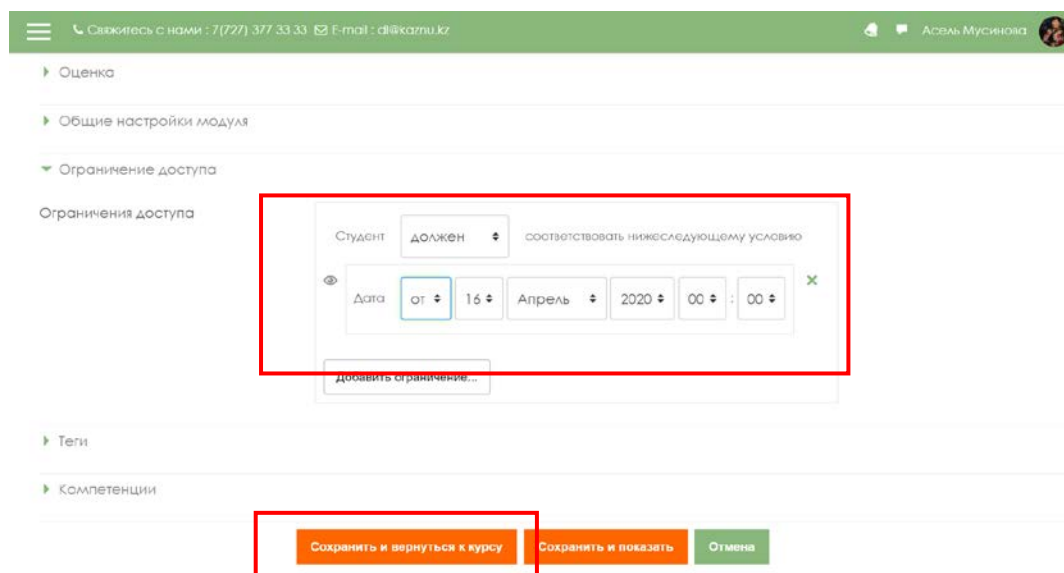 Свяжитесь с нами : 7(727) 377 33 33 E-mail : dl@kaznu.kz Асель Мусинова
Оценка
Общие настройки модуля
Ограничение доступа
Ограничения доступа
Студент должен соответствовать нижеследующему условию
Дата от 16 Апрель 2020 00 : 00
Добавить ограничение...
Теги
Компетенции
Сохранить и вернуться к курсу Сохранить и показать Отмена